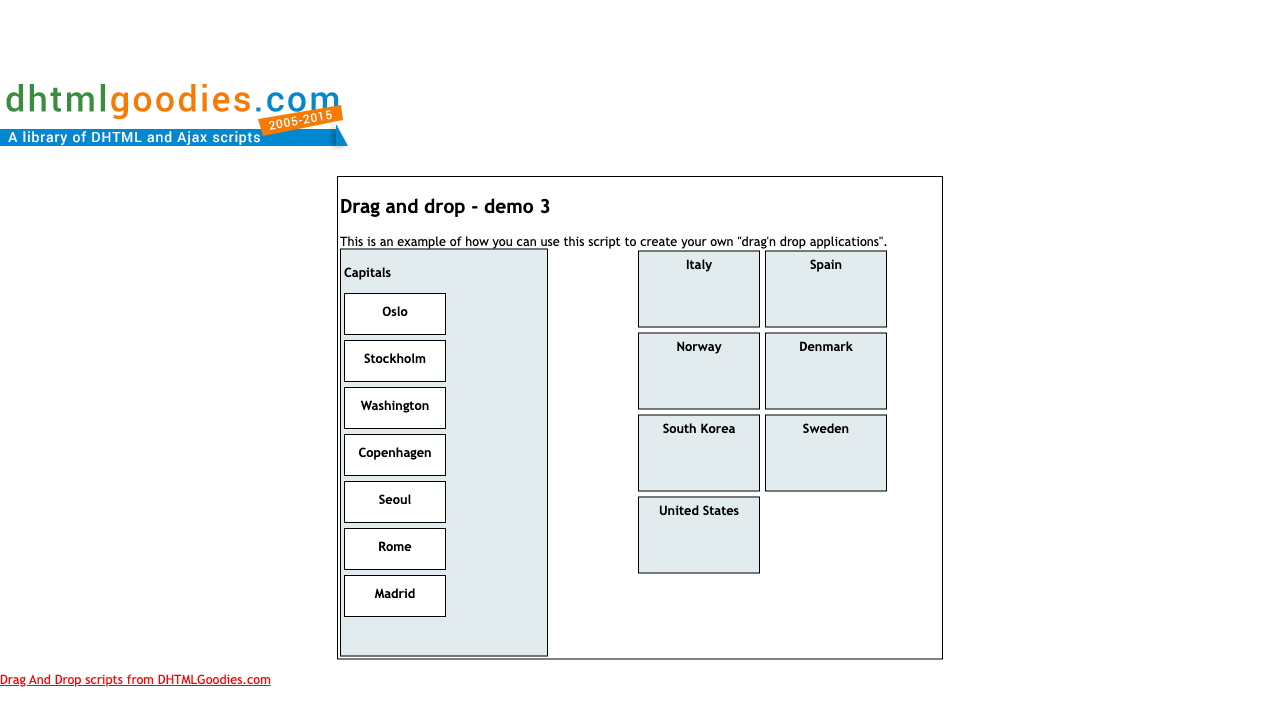 dhtmlgoodies.com
2005-2015
A library of DHTML and Ajax scripts
Drag and drop - demo 3
This is an example of how you can use this script to create your own "drag'n drop applications".
Capitals
Oslo
Stockholm
Washington
Copenhagen
Seoul
Rome
Madrid
Italy
Spain
Norway
Denmark
South Korea
Sweden
United States
Drag And Drop scripts from DHTMLGoodies.com